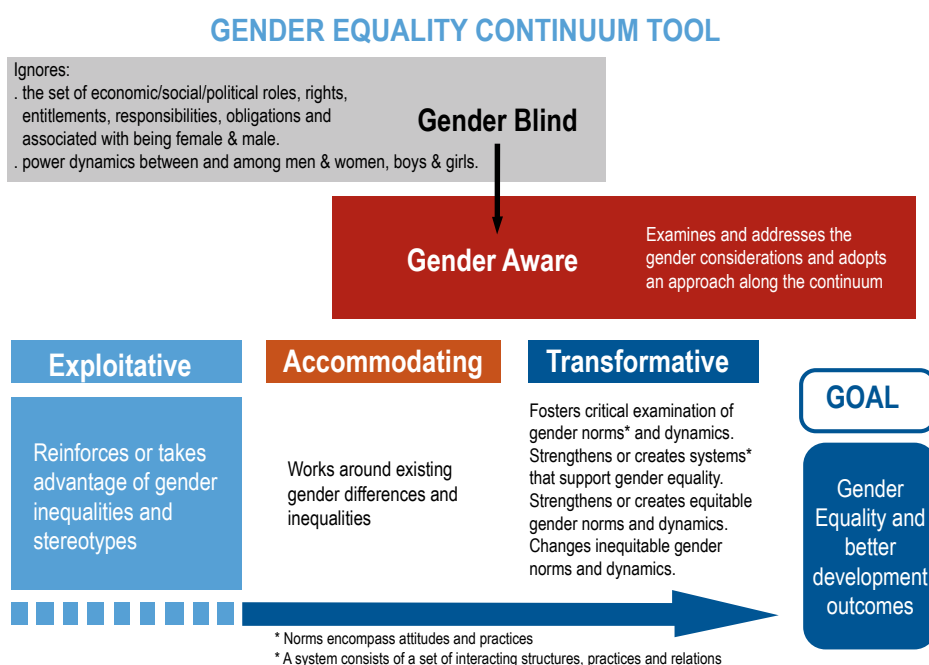 GENDER EQUALITY CONTINUUM TOOL
Ignores:
. the set of economic/social/political roles, rights,
entitlements, responsibilities, obligations and
associated with being female & male.
. power dynamics between and among men & women, boys & girls.
Gender Blind
Gender Aware
Examines and addresses the
gender considerations and adopts
an approach along the continuum
Exploitative
Reinforces or takes
advantage of gender
inequalities and
stereotypes
Accommodating
Works around existing
gender differences and
inequalities
Transformative
Fosters critical examination of
gender norms* and dynamics.
Strengthens or creates systems*
that support gender equality.
Strengthens or creates equitable
gender norms and dynamics.
Changes inequitable gender
norms and dynamics.
GOAL
Gender
Equality and
better
development
outcomes
* Norms encompass attitudes and practices
* A system consists of a set of interacting structures, practices and relations